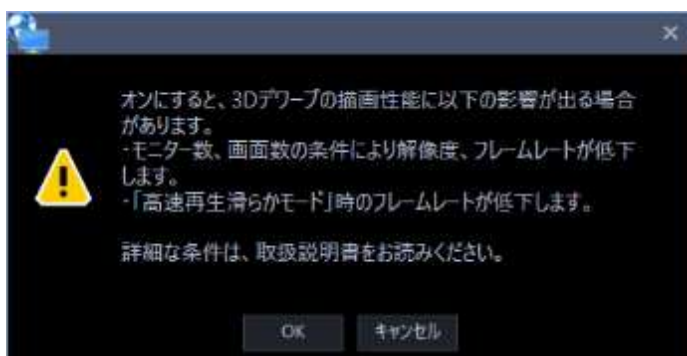 オンにすると、3Dデワープの描画性能に以下の影響が出る場合
があります。
・モニター数、画面数の条件により解像度、フレームレートが低下
します。
・「高速再生滑らかモード」時のフレームレートが低下します。
詳細な条件は、取扱説明書をお読みください。
OK
キャンセル